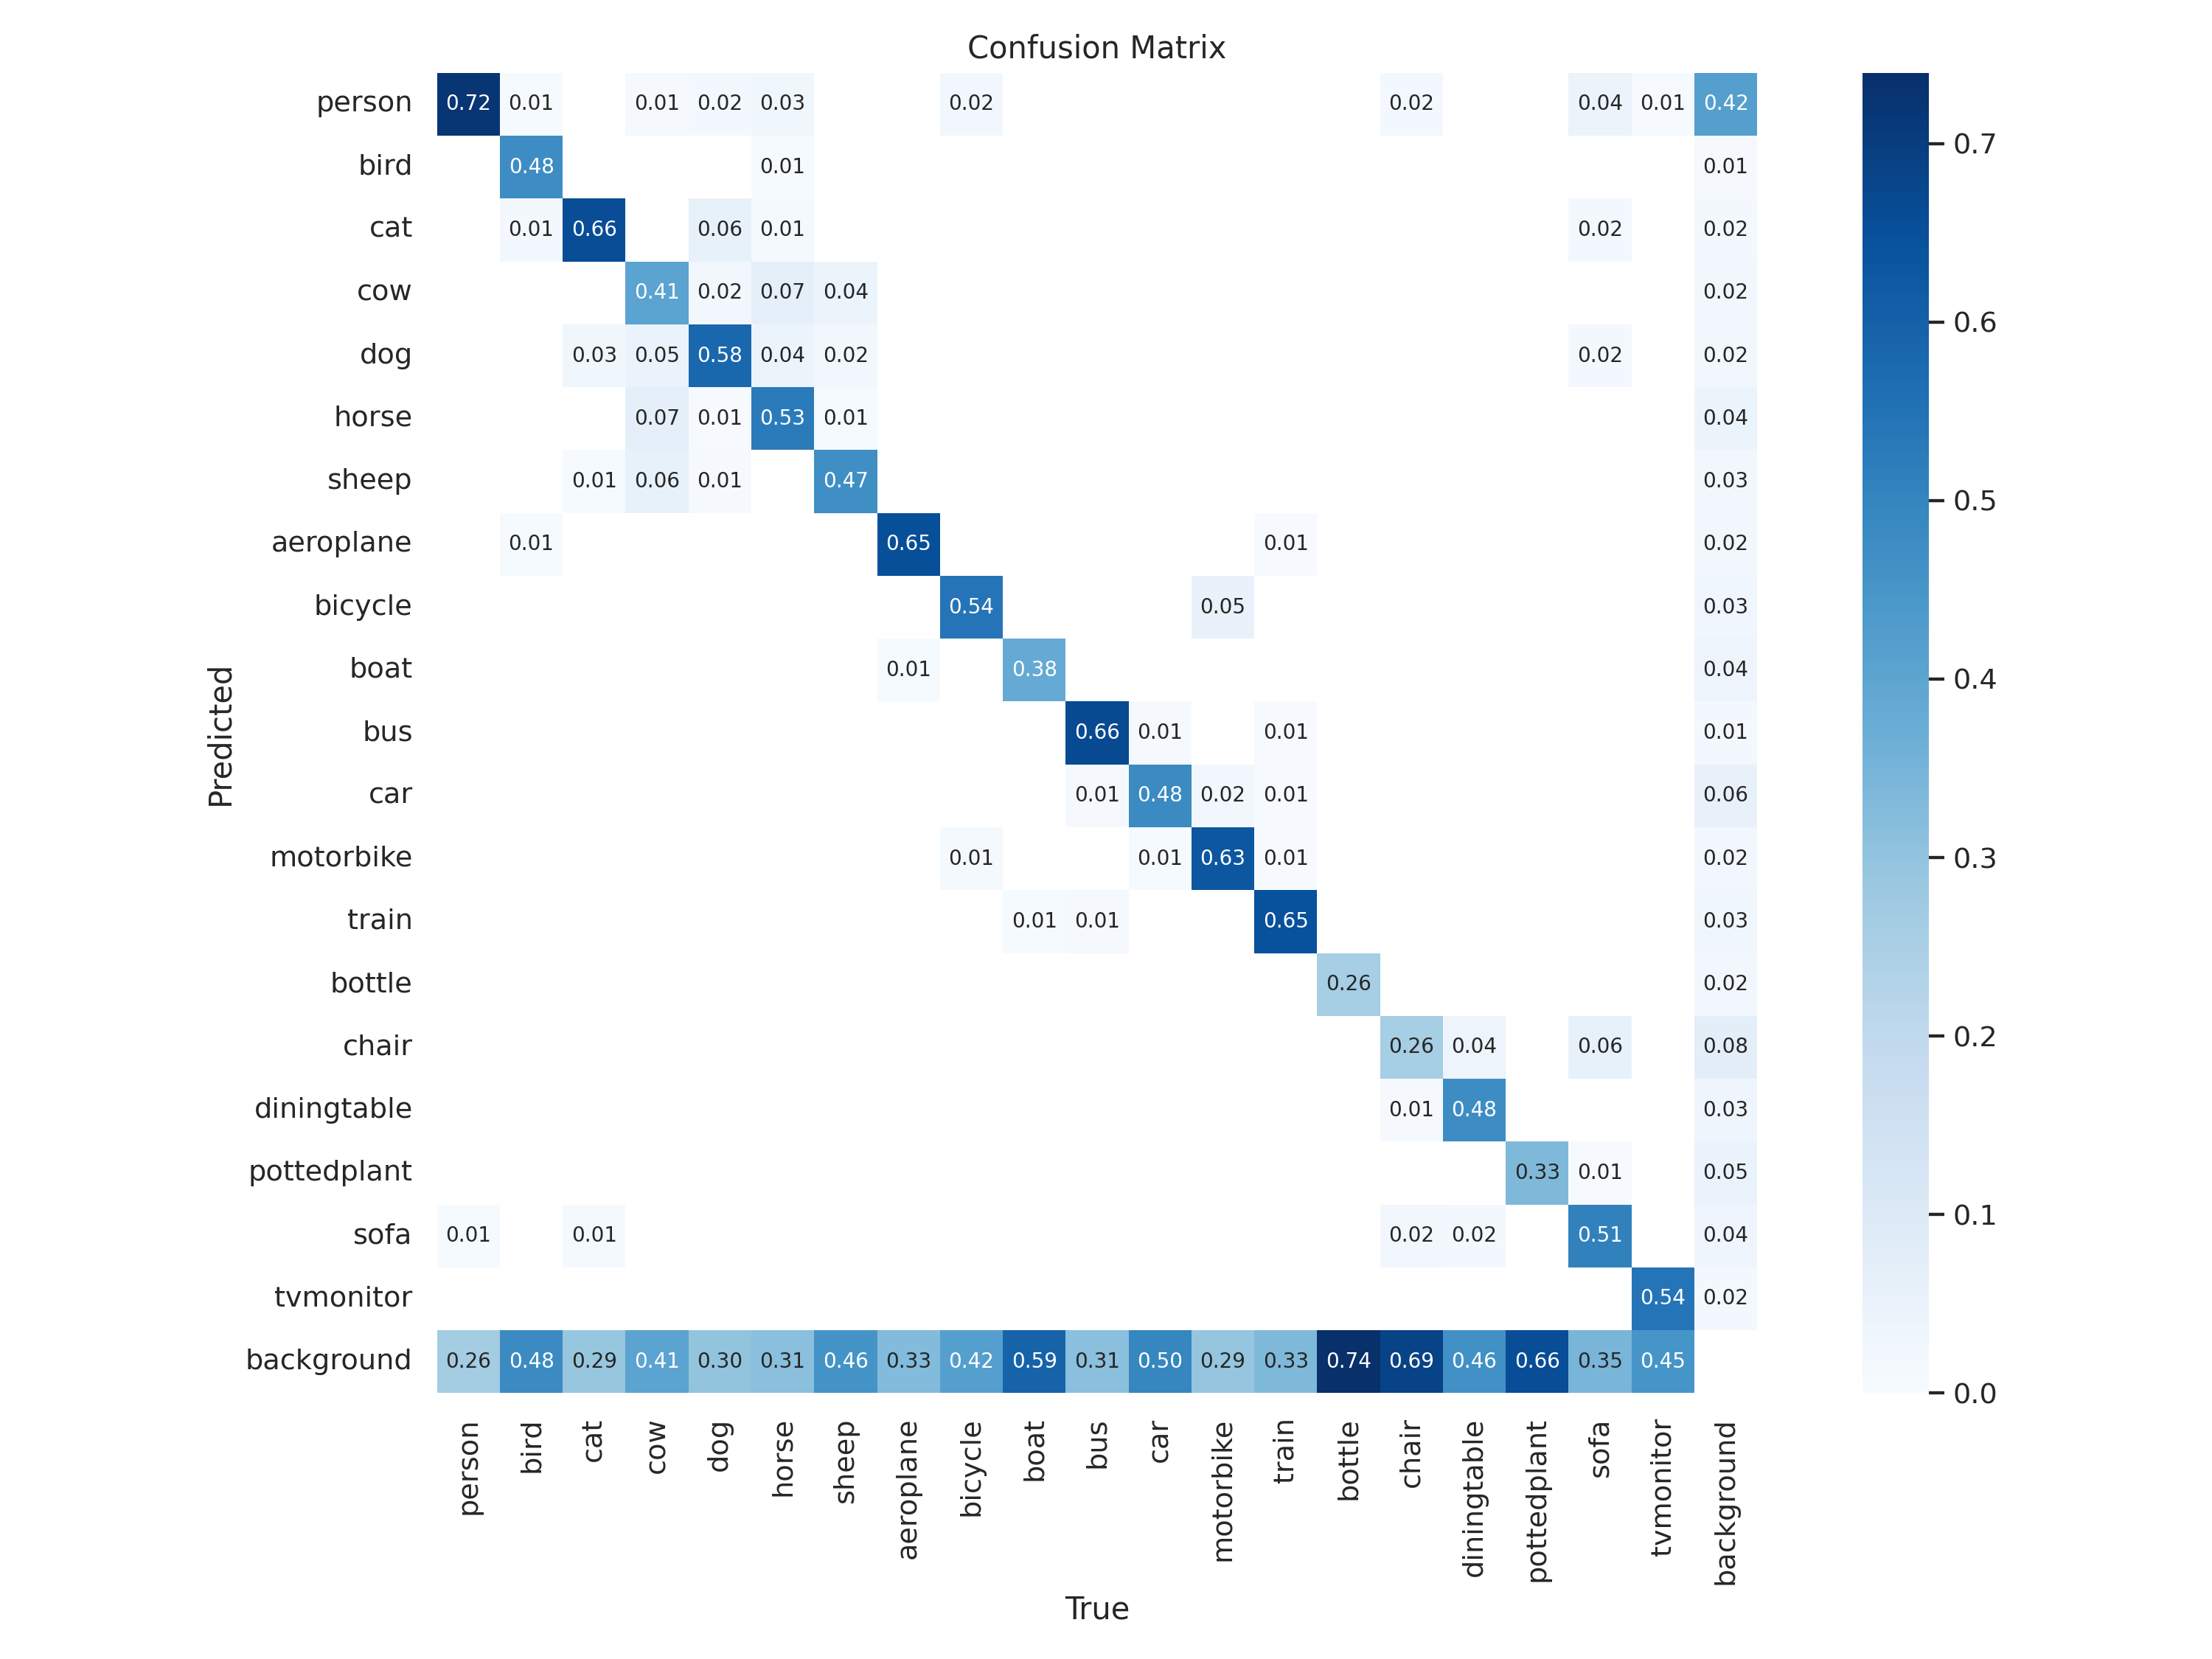 Confusion Matrix
person 0.72 0.01 0.01 0.02 0.03 0.02 0.02 0.04 0.01 0.42
bird 0.48 0.01 0.01
cat 0.01 0.66 0.06 0.01 0.02 0.02
cow 0.41 0.02 0.07 0.04 0.02
dog 0.03 0.05 0.58 0.04 0.02 0.02 0.02
horse 0.07 0.01 0.53 0.01 0.04
sheep 0.01 0.06 0.01 0.47 0.03
aeroplane 0.01 0.65 0.01 0.02
bicycle 0.54 0.05 0.03
boat 0.01 0.38 0.04
bus 0.66 0.01 0.01 0.01
car 0.01 0.48 0.02 0.01 0.06
motorbike 0.01 0.01 0.63 0.01 0.02
train 0.01 0.01 0.65 0.03
bottle 0.26 0.02
chair 0.26 0.04 0.06 0.08
diningtable 0.01 0.48 0.03
pottedplant 0.33 0.01 0.05
sofa 0.01 0.01 0.02 0.02 0.51 0.04
tvmonitor 0.54 0.02
background 0.26 0.48 0.29 0.41 0.30 0.31 0.46 0.33 0.42 0.59 0.31 0.50 0.29 0.33 0.74 0.69 0.46 0.66 0.35 0.45
Predicted
person bird cat cow dog horse sheep aeroplane bicycle boat bus car motorbike train bottle chair diningtable pottedplant sofa tvmonitor background
True
0.7
0.6
0.5
0.4
0.3
0.2
0.1
0.0